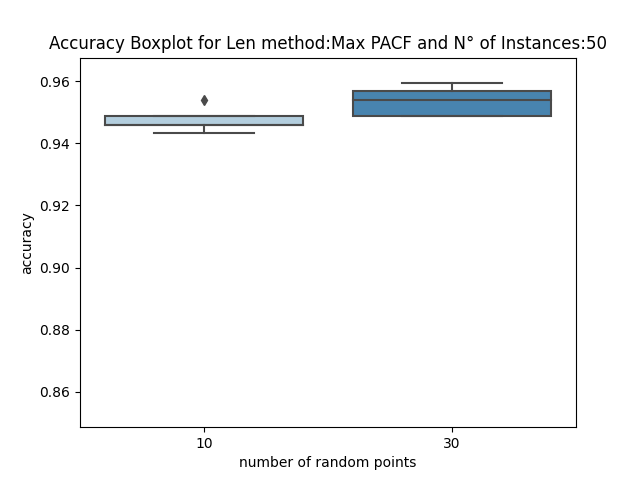 Accuracy Boxplot for Len method:Max PACF and N° of Instances:50
0.96
0.94
0.92
0.90
0.88
0.86
accuracy
10
30
number of random points